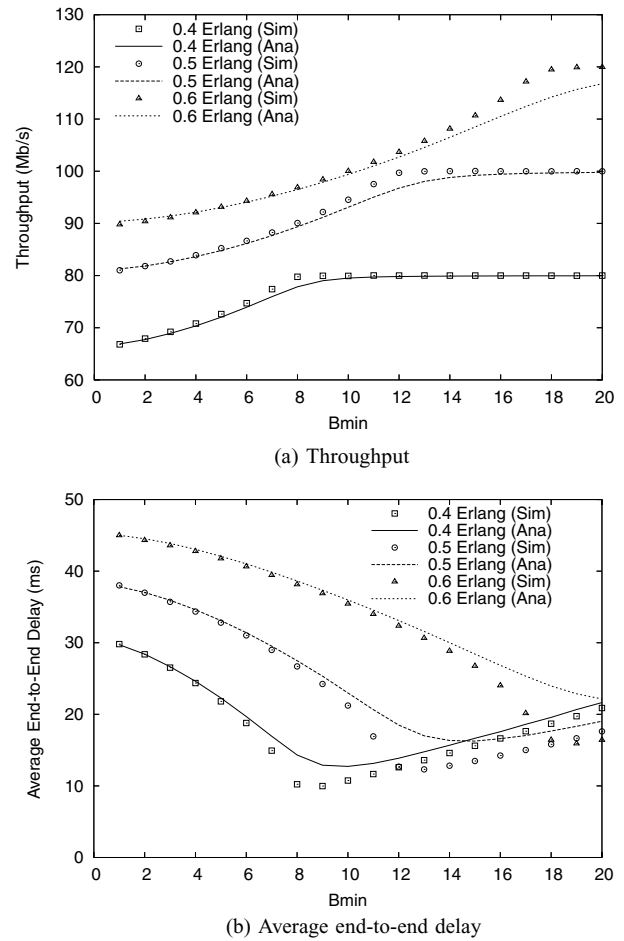 130
120
110
100
90
80
70
60
Throughput (Mb/s)
0.4 Erlang (Sim)
0.4 Erlang (Ana)
0.5 Erlang (Sim)
0.5 Erlang (Ana)
0.6 Erlang (Sim)
0.6 Erlang (Ana)
0 2 4 6 8 10 12 14 16 18 20
Bmin
(a) Throughput
50
40
30
20
10
0
Average End-to-End Delay (ms)
0.4 Erlang (Sim)
0.4 Erlang (Ana)
0.5 Erlang (Sim)
0.5 Erlang (Ana)
0.6 Erlang (Sim)
0.6 Erlang (Ana)
0 2 4 6 8 10 12 14 16 18 20
Bmin
(b) Average end-to-end delay